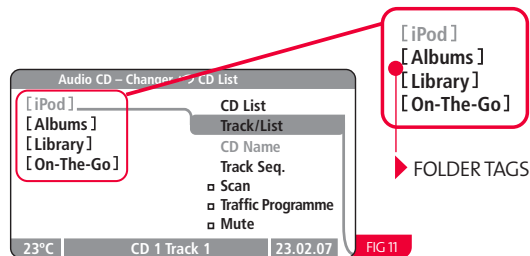 Audio CD – Changer
CD List
[iPod]
[Albums]
[Library]
[On-The-Go]
CD List
Track/List
CD Name
Track Seq.
Scan
Traffic Programme
Mute
23°C
CD 1 Track 1
23.02.07
[iPod]
[Albums]
[Library]
[On-The-Go]
FOLDER TAGS
FIG 11